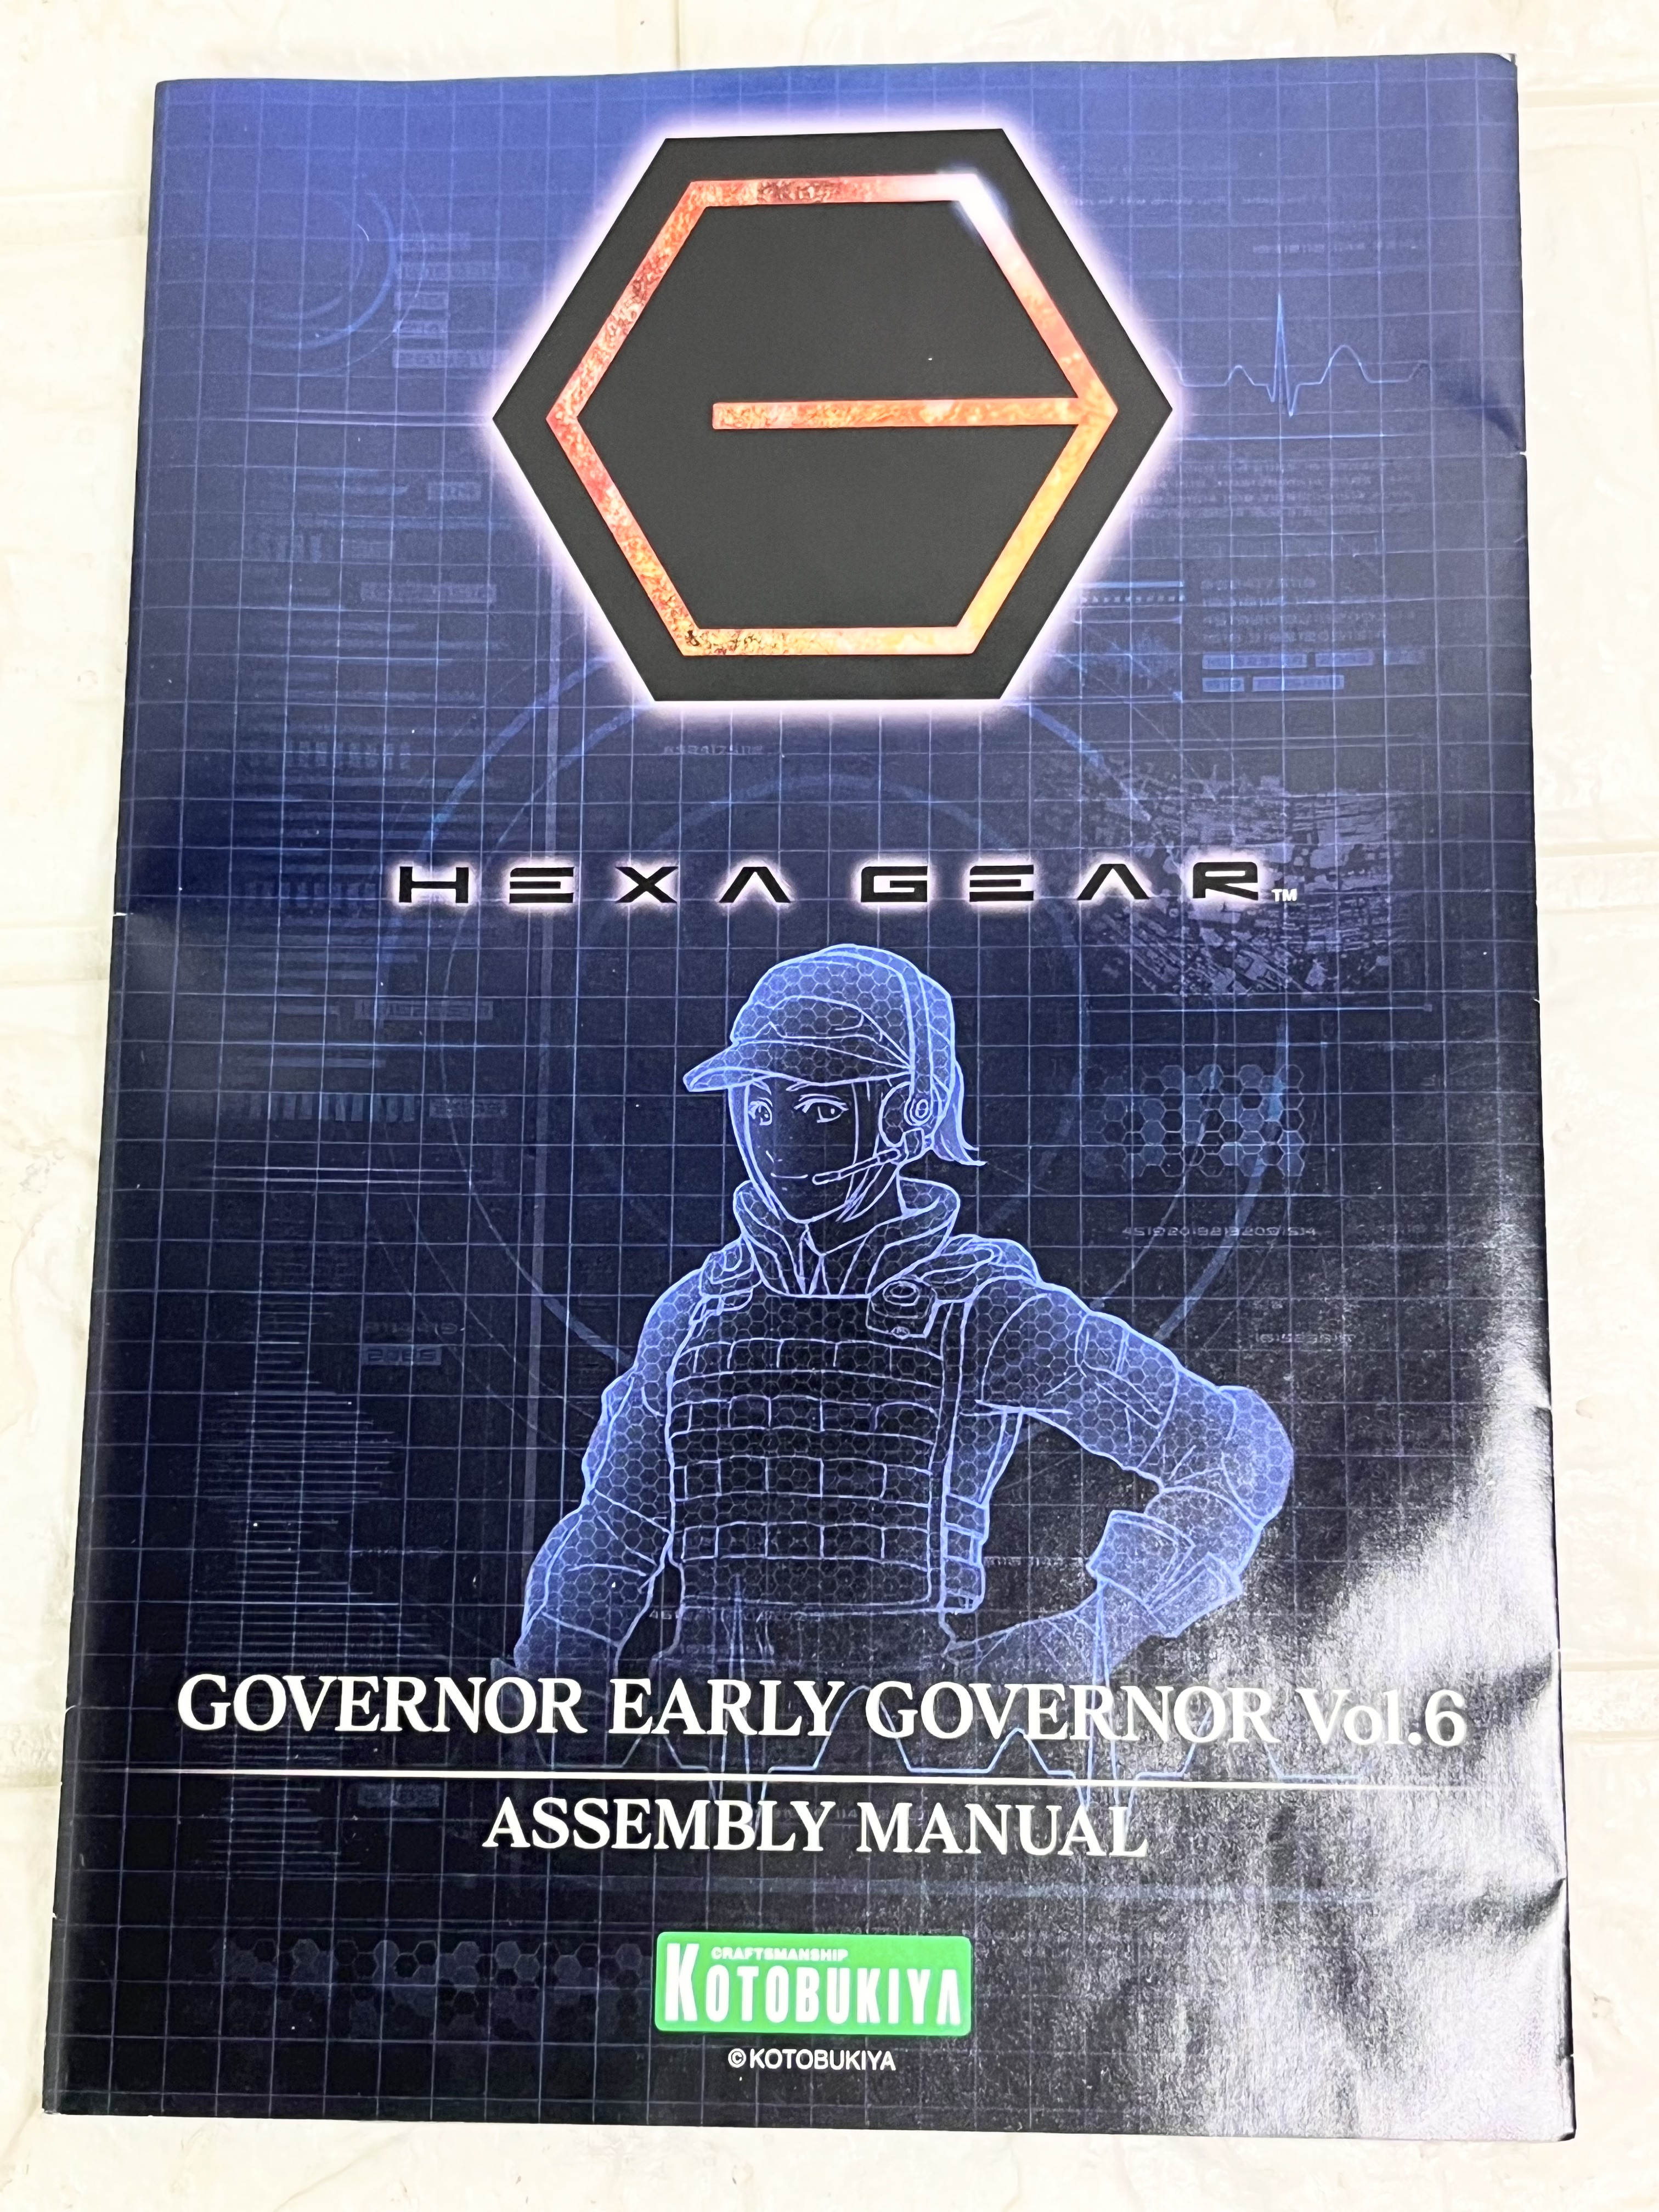 HEXA GEAR™
GOVERNOR EARLY GOVERNOR Vol.6
ASSEMBLY MANUAL
CRAFTSMANSHIP
KOTOBUKIYA
©KOTOBUKIYA